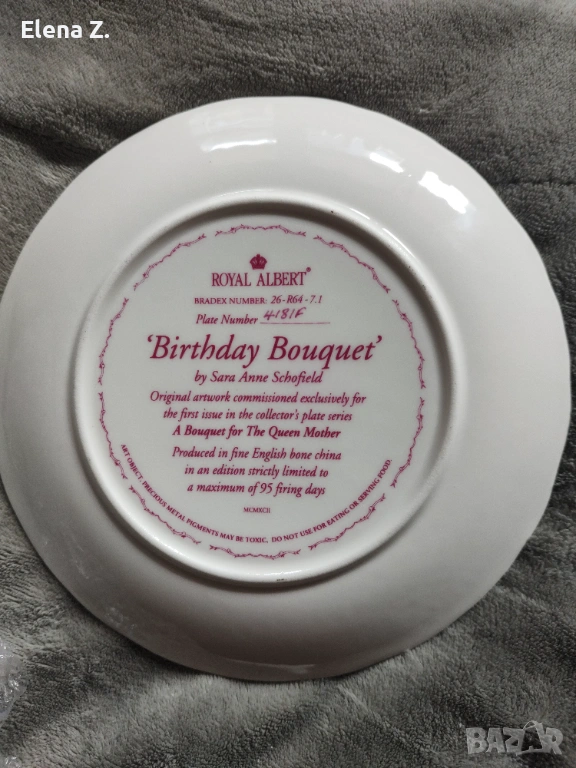 Elena Z.
ROYAL ALBERT®
BRADEX NUMBER: 26-R64-7.1
Plate Number 4181F
'Birthday Bouquet'
by Sara Anne Schofield
Original artwork commissioned exclusively for
the first issue in the collector's plate series
A Bouquet for The Queen Mother
Produced in fine English bone china
in an edition strictly limited to
a maximum of 95 firing days
MCMXCII
ART OBJECT. PRECIOUS METAL PIGMENTS MAY BE TOXIC. DO NOT USE FOR EATING OR SERVING FOOD.
БАZАР